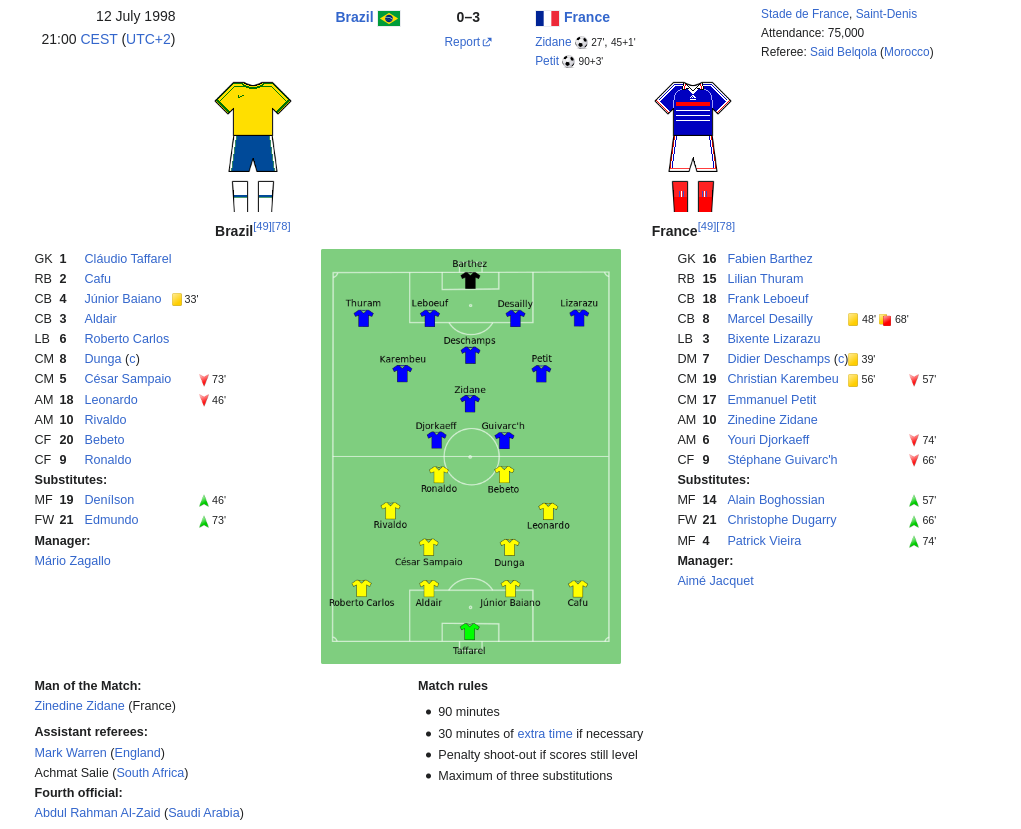 12 July 1998
21:00 CEST (UTC+2)
Brazil 0–3 France
Report
Zidane 27', 45+1'
Petit 90+3'
Stade de France, Saint-Denis
Attendance: 75,000
Referee: Said Belqola (Morocco)
Brazil[49][78]
France[49][78]
GK 1 Cláudio Taffarel
RB 2 Cafu
CB 4 Júnior Baiano 33'
CB 3 Aldair
LB 6 Roberto Carlos
CM 8 Dunga (c)
CM 5 César Sampaio 73'
AM 18 Leonardo 46'
AM 10 Rivaldo
CF 20 Bebeto
CF 9 Ronaldo
Substitutes:
MF 19 Denílson 46'
FW 21 Edmundo 73'
Manager:
Mário Zagallo
Barthez
Thuram Leboeuf Desailly Lizarazu
Deschamps
Karembeu Petit
Zidane
Djorkaeff Guivarc'h
Ronaldo Bebeto
Rivaldo Leonardo
César Sampaio Dunga
Roberto Carlos Aldair Júnior Baiano Cafu
Taffarel
GK 16 Fabien Barthez
RB 15 Lilian Thuram
CB 18 Frank Leboeuf
CB 8 Marcel Desailly 48' 68'
LB 3 Bixente Lizarazu
DM 7 Didier Deschamps (c) 39'
CM 19 Christian Karembeu 56' 57'
CM 17 Emmanuel Petit
AM 10 Zinedine Zidane
AM 6 Youri Djorkaeff 74'
CF 9 Stéphane Guivarc'h 66'
Substitutes:
MF 14 Alain Boghossian 57'
FW 21 Christophe Dugarry 66'
MF 4 Patrick Vieira 74'
Manager:
Aimé Jacquet
Man of the Match:
Zinedine Zidane (France)
Assistant referees:
Mark Warren (England)
Achmat Salie (South Africa)
Fourth official:
Abdul Rahman Al-Zaid (Saudi Arabia)
Match rules
• 90 minutes
• 30 minutes of extra time if necessary
• Penalty shoot-out if scores still level
• Maximum of three substitutions